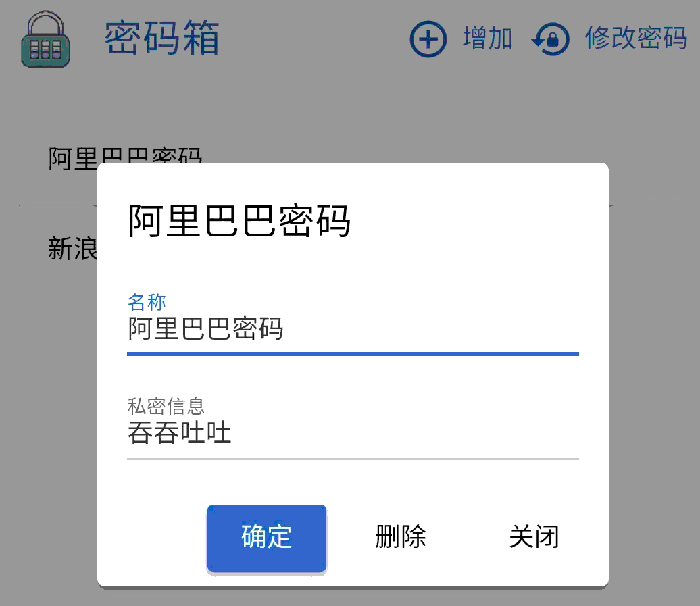 密码箱 增加 修改密码
阿里巴巴密码
新浪
阿里巴巴密码
名称
阿里巴巴密码
私密信息
吞吞吐吐
确定 删除 关闭